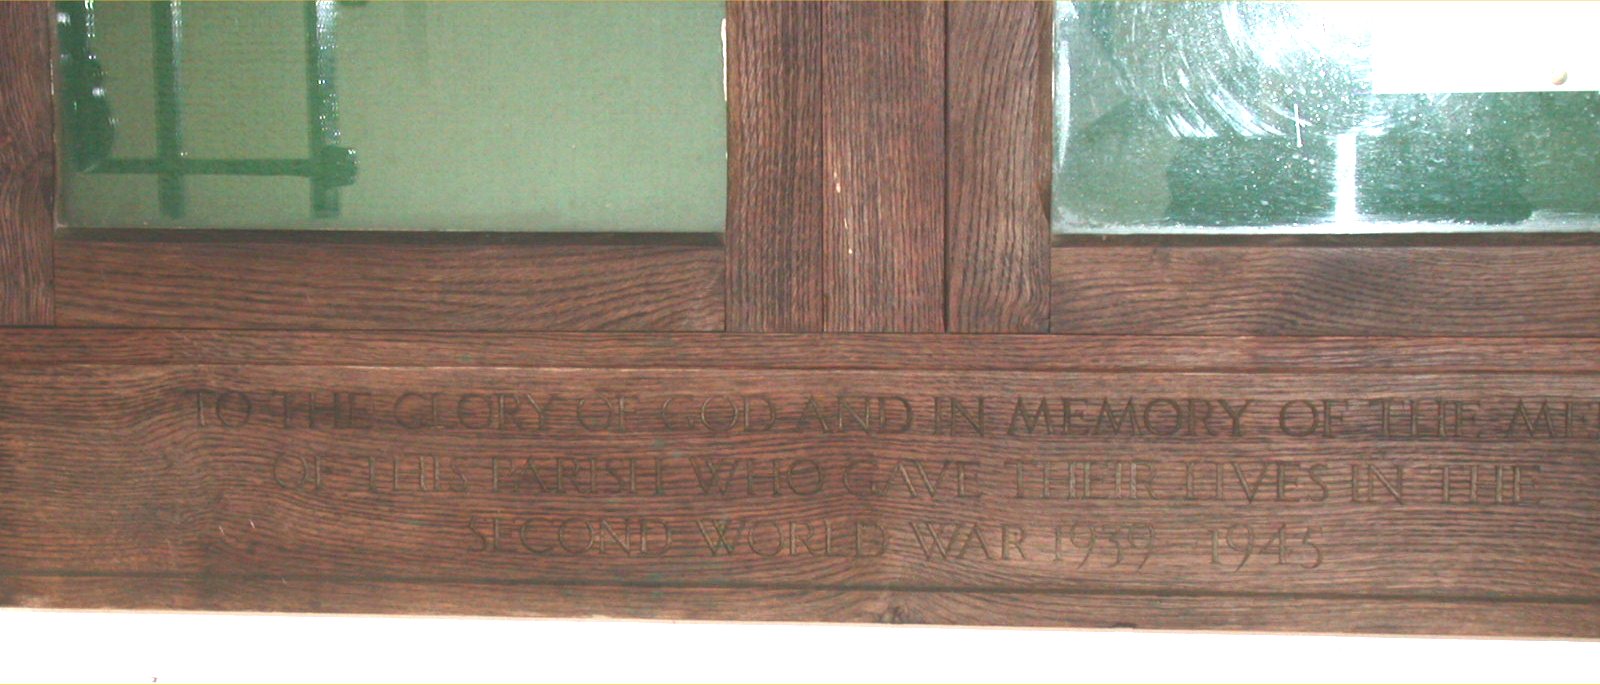 TO THE GLORY OF GOD AND IN MEMORY OF THE ME
OF THIS PARISH WHO GAVE THEIR LIVES IN THE
SECOND WORLD WAR 1939 1945